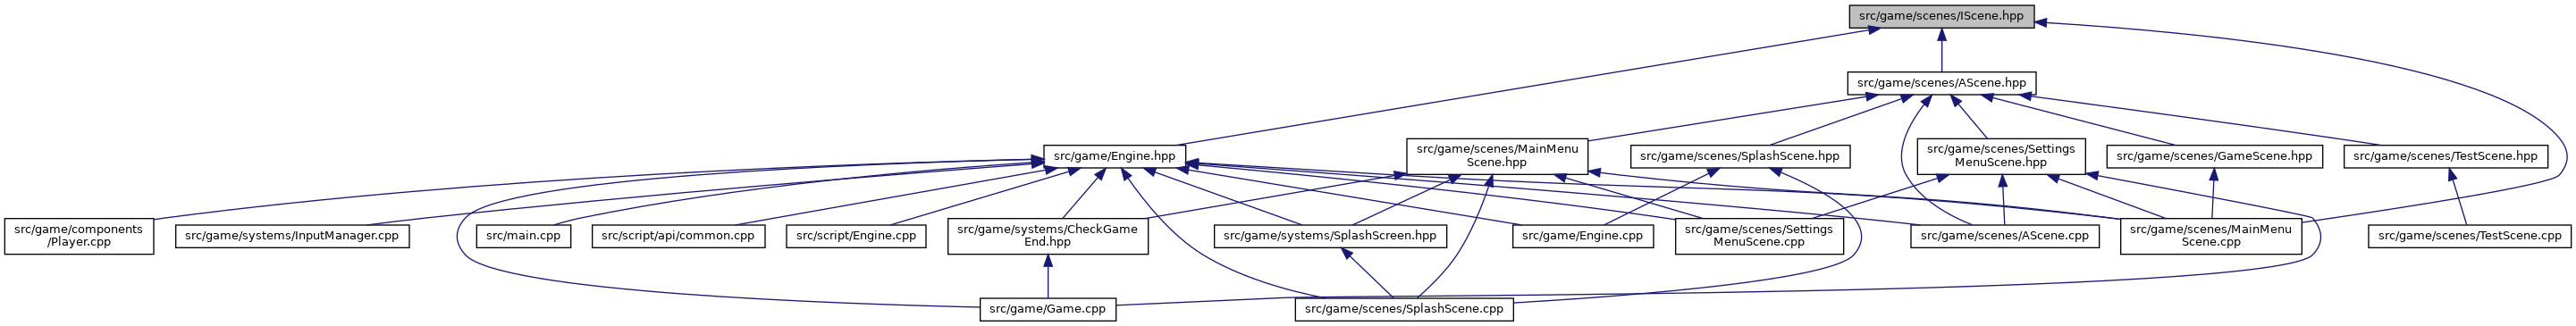 src/game/scenes/IScene.hpp
src/game/scenes/AScene.hpp
src/game/Engine.hpp
src/game/scenes/MainMenu
Scene.hpp
src/game/scenes/SplashScene.hpp
src/game/scenes/Settings
MenuScene.hpp
src/game/scenes/GameScene.hpp
src/game/scenes/TestScene.hpp
src/game/components
/Player.cpp
src/game/systems/InputManager.cpp
src/main.cpp
src/script/api/common.cpp
src/script/Engine.cpp
src/game/systems/CheckGame
End.hpp
src/game/systems/SplashScreen.hpp
src/game/Engine.cpp
src/game/scenes/Settings
MenuScene.cpp
src/game/scenes/AScene.cpp
src/game/scenes/MainMenu
Scene.cpp
src/game/scenes/TestScene.cpp
src/game/Game.cpp
src/game/scenes/SplashScene.cpp